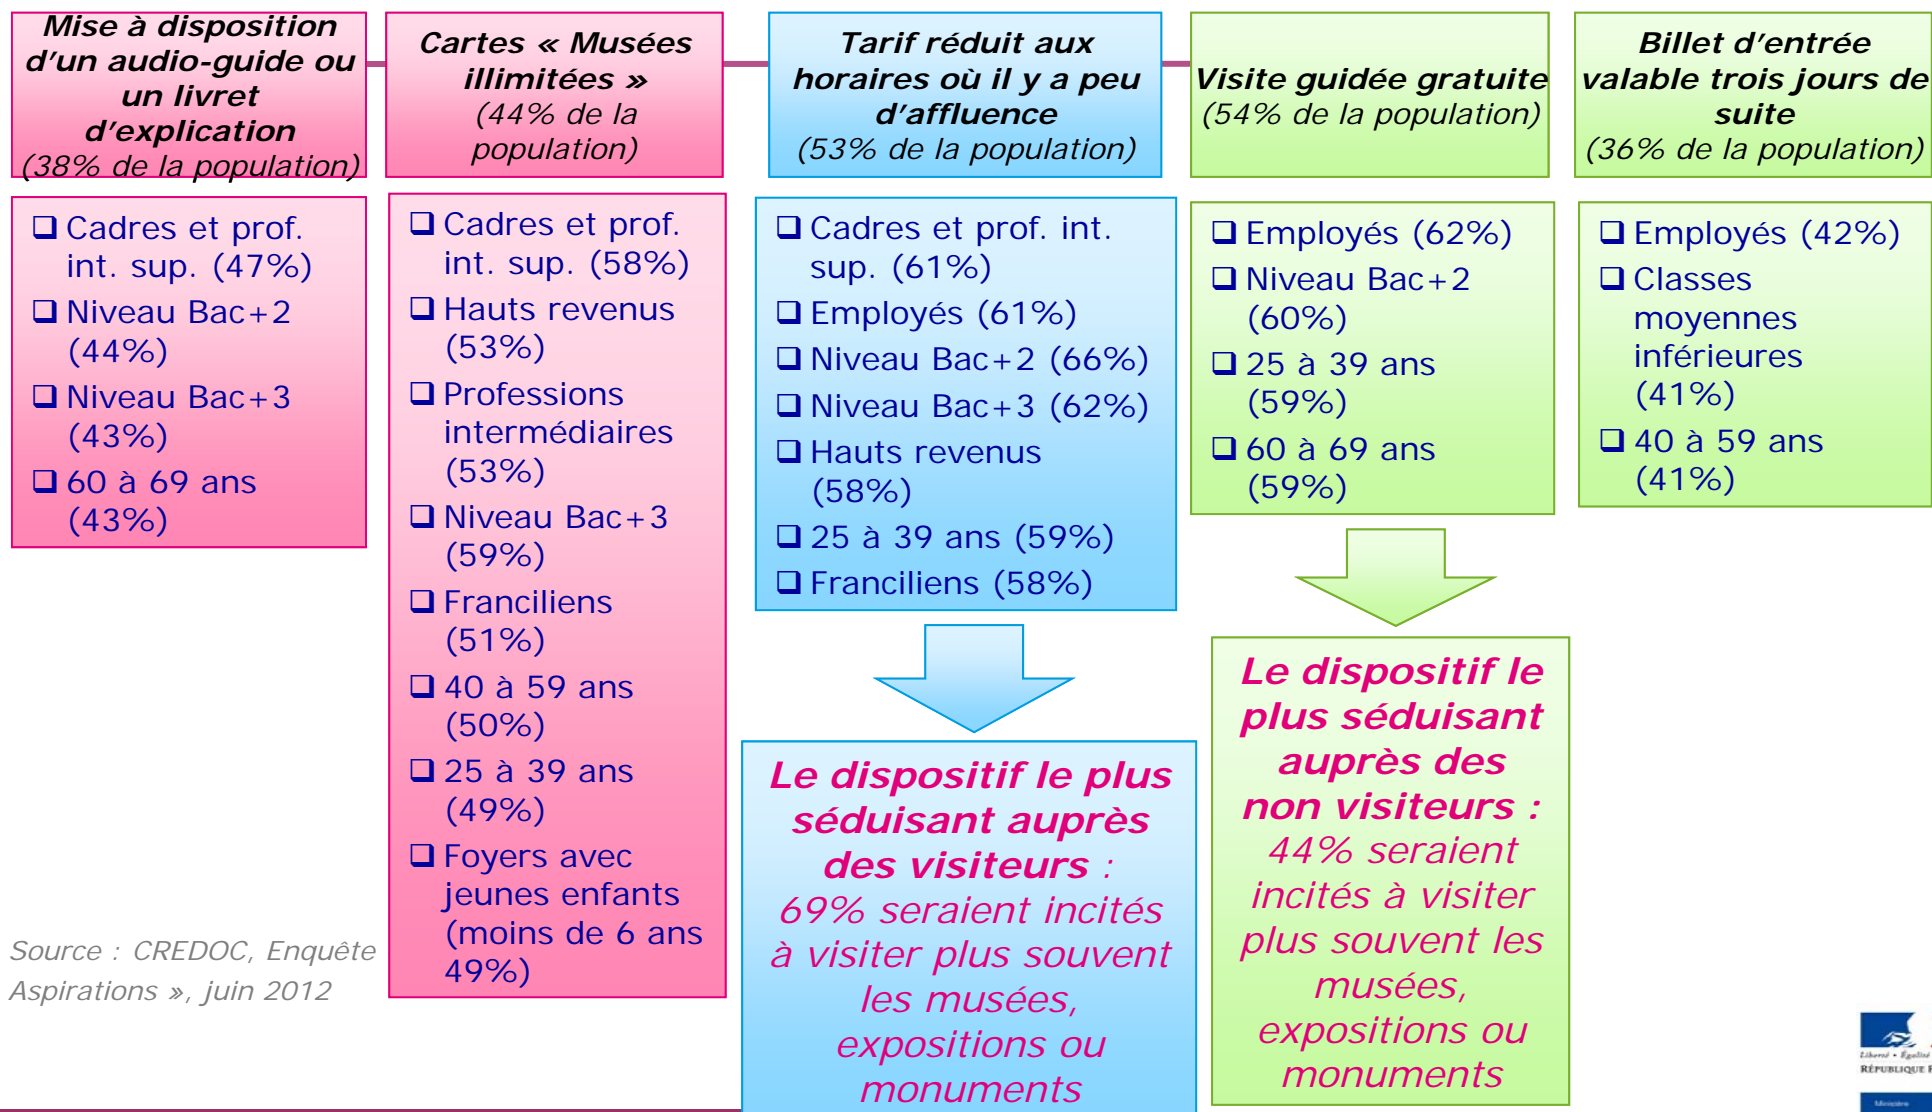 Mise à disposition
d'un audio-guide ou
un livret
d'explication
(38% de la population)
Cadres et prof.
int. sup. (47%)
Niveau Bac+2
(44%)
Niveau Bac+3
(43%)
60 à 69 ans
(43%)
Cartes « Musées
illimitées »
(44% de la
population)
Cadres et prof.
int. sup. (58%)
Hauts revenus
(53%)
Professions
intermédiaires
(53%)
Niveau Bac+3
(59%)
Franciliens
(51%)
40 à 59 ans
(50%)
25 à 39 ans
(49%)
Foyers avec
jeunes enfants
(moins de 6 ans
49%)
Tarif réduit aux
horaires où il y a peu
d'affluence
(53% de la population)
Cadres et prof. int.
sup. (61%)
Employés (61%)
Niveau Bac+2 (66%)
Niveau Bac+3 (62%)
Hauts revenus
(58%)
25 à 39 ans (59%)
Franciliens (58%)
Le dispositif le plus
séduisant auprès
des visiteurs :
69% seraient incités
à visiter plus souvent
les musées,
expositions ou
monuments
Visite guidée gratuite
(54% de la population)
Employés (62%)
Niveau Bac+2
(60%)
25 à 39 ans
(59%)
60 à 69 ans
(59%)
Le dispositif le
plus séduisant
auprès des
non visiteurs :
44% seraient
incités à visiter
plus souvent les
musées,
expositions ou
monuments
Billet d'entrée
valable trois jours de
suite
(36% de la population)
Employés (42%)
Classes
moyennes
inférieures
(41%)
40 à 59 ans
(41%)
Source : CREDOC, Enquête
Aspirations », juin 2012
Liberté • Égalité
RÉPUBLIQUE F
Ministère